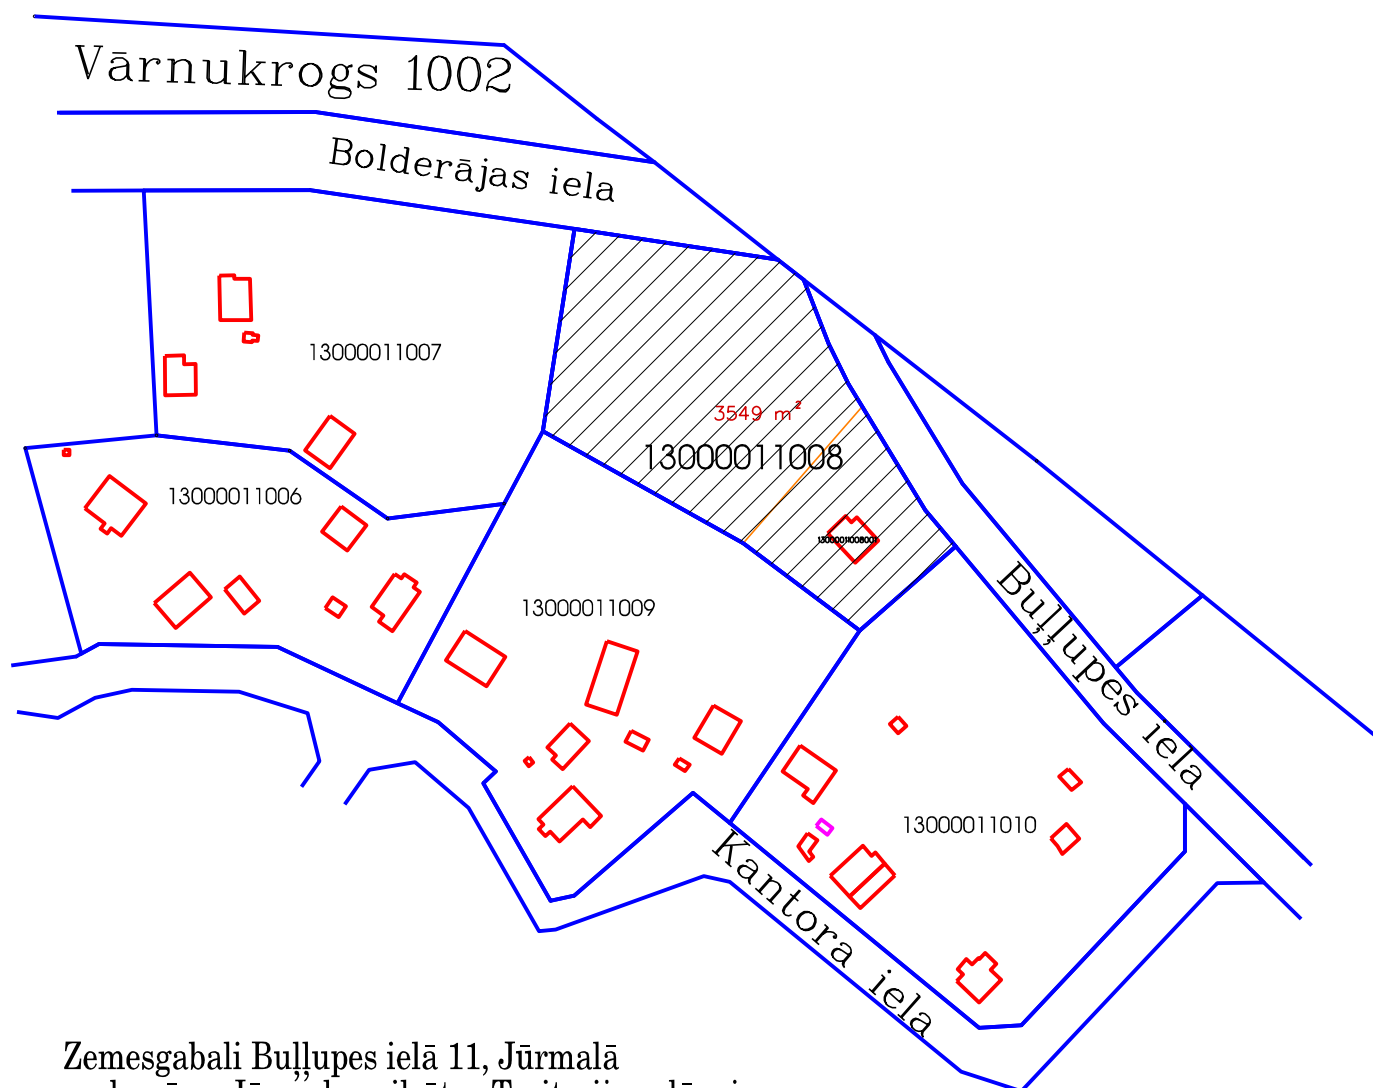 Vārnukrogs 1002
Bolderājas iela
13000011007
3549 m²
13000011008
13000011006
13000011008001
13000011009
Buļļupes iela
13000011010
Kantora iela
Zemesgabali Buļļupes ielā 11, Jūrmalā